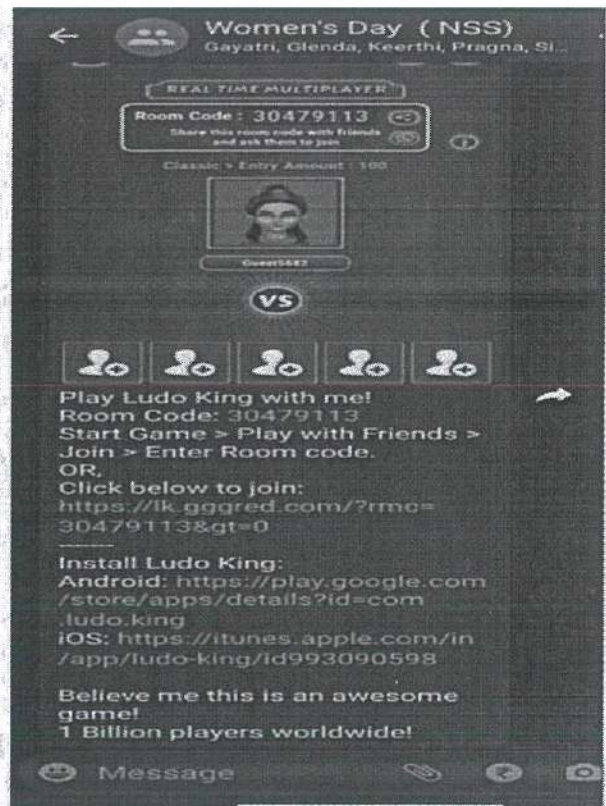 Women's Day ( NSS)
Gayatri, Glenda, Keerthi, Pragna, Si...
REAL TIME MULTIPLAYER
Room Code : 30479113
Share this room code with friends
and ask them to join
Classic > Entry Amount : 100
Guest5682
VS
Play Ludo King with me!
Room Code: 30479113
Start Game > Play with Friends >
Join > Enter Room code.
OR,
Click below to join:
https://lk.gggred.com/?rmc=
30479113&gt=0
Install Ludo King:
Android: https://play.google.com
/store/apps/details?id=com
.ludo.king
iOS: https://itunes.apple.com/in
/app/ludo-king/id993090598
Believe me this is an awesome
game!
1 Billion players worldwide!
Message